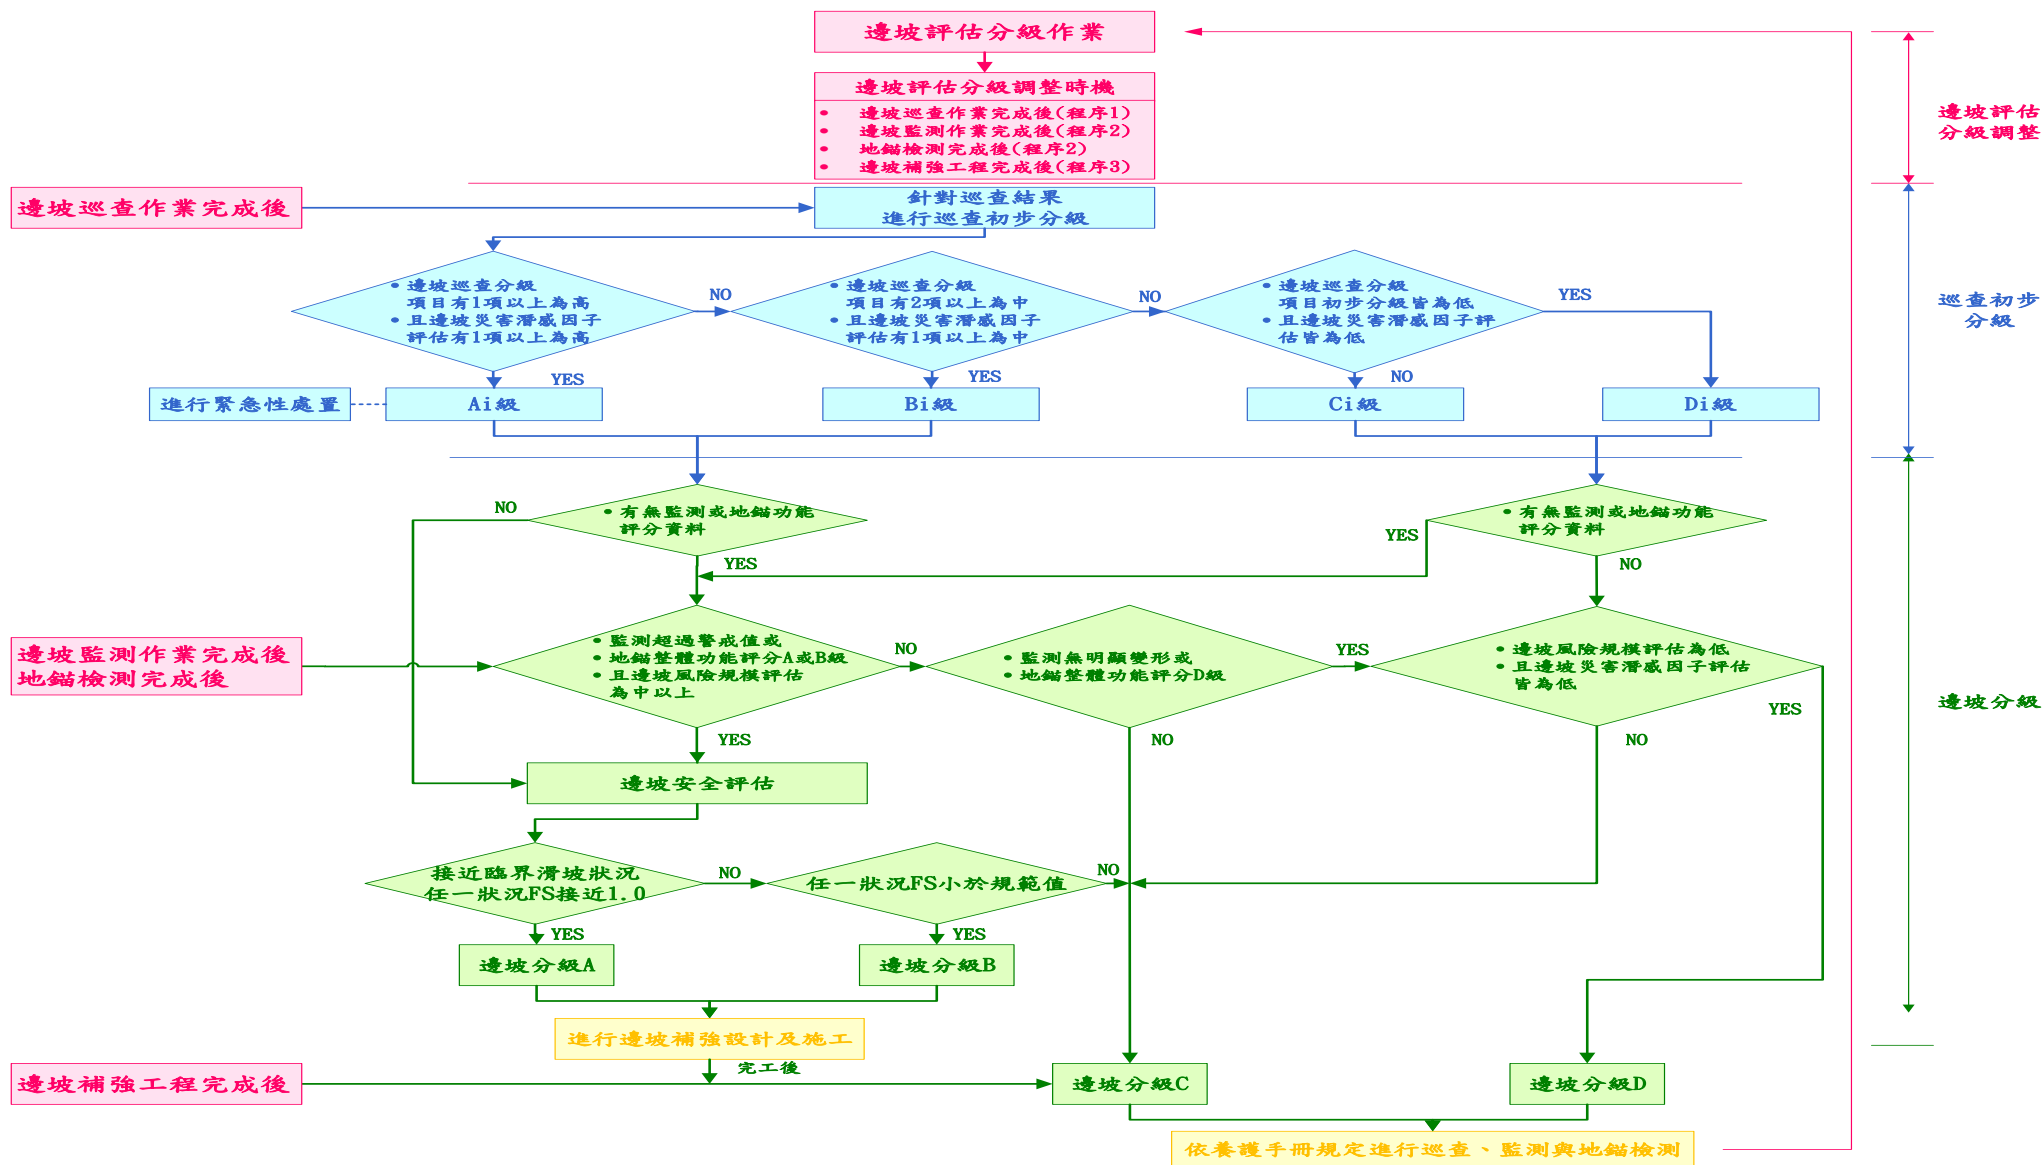 邊坡評估分級作業
邊坡評估分級調整時機
• 邊坡巡查作業完成後(程序1)
• 邊坡監測作業完成後(程序2)
• 地錨檢測完成後(程序2)
• 邊坡補強工程完成後(程序3)
邊坡評估
分級調整
邊坡巡查作業完成後
針對巡查結果
進行巡查初步分級
• 邊坡巡查分級
項目有1項以上為高
• 且邊坡災害潛感因子
評估有1項以上為高
NO
• 邊坡巡查分級
項目有2項以上為中
• 且邊坡災害潛感因子
評估有1項以上為中
NO
• 邊坡巡查分級
項目初步分級皆為低
• 且邊坡災害潛感因子評
估皆為低
YES
巡查初步
分級
YES
YES
NO
進行緊急性處置
Ai級
Bi級
Ci級
Di級
NO
• 有無監測或地錨功能
評分資料
YES
YES
• 有無監測或地錨功能
評分資料
NO
邊坡監測作業完成後
地錨檢測完成後
• 監測超過警戒值或
• 地錨整體功能評分A或B級
• 且邊坡風險規模評估
為中以上
NO
• 監測無明顯變形或
• 地錨整體功能評分D級
YES
• 邊坡風險規模評估為低
• 且邊坡災害潛感因子評估
皆為低
YES
邊坡分級
YES
NO
NO
邊坡安全評估
接近臨界滑坡狀況
任一狀況FS接近1.0
NO
任一狀況FS小於規範值
NO
YES
YES
邊坡分級A
邊坡分級B
進行邊坡補強設計及施工
完工後
邊坡補強工程完成後
邊坡分級C
邊坡分級D
依養護手冊規定進行巡查、監測與地錨檢測